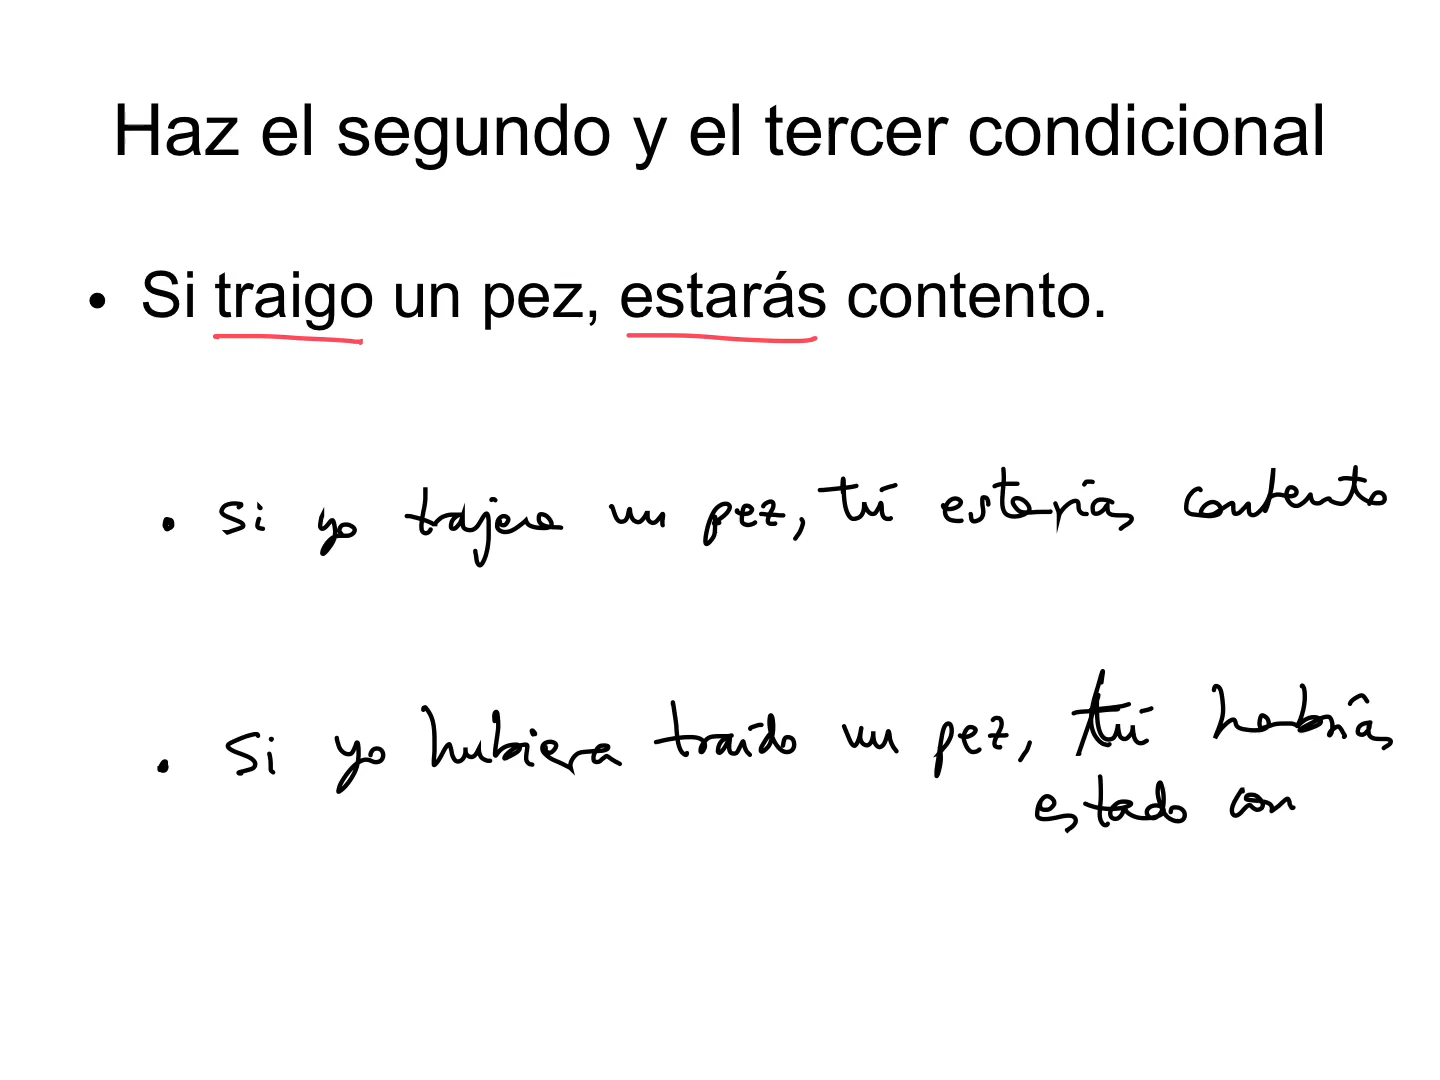 Haz el segundo y el tercer condicional
• Si traigo un pez, estarás contento.
• Si yo trajera un pez, tú estarías contento
• Si yo hubiera traído un pez, tú habrías
estado con